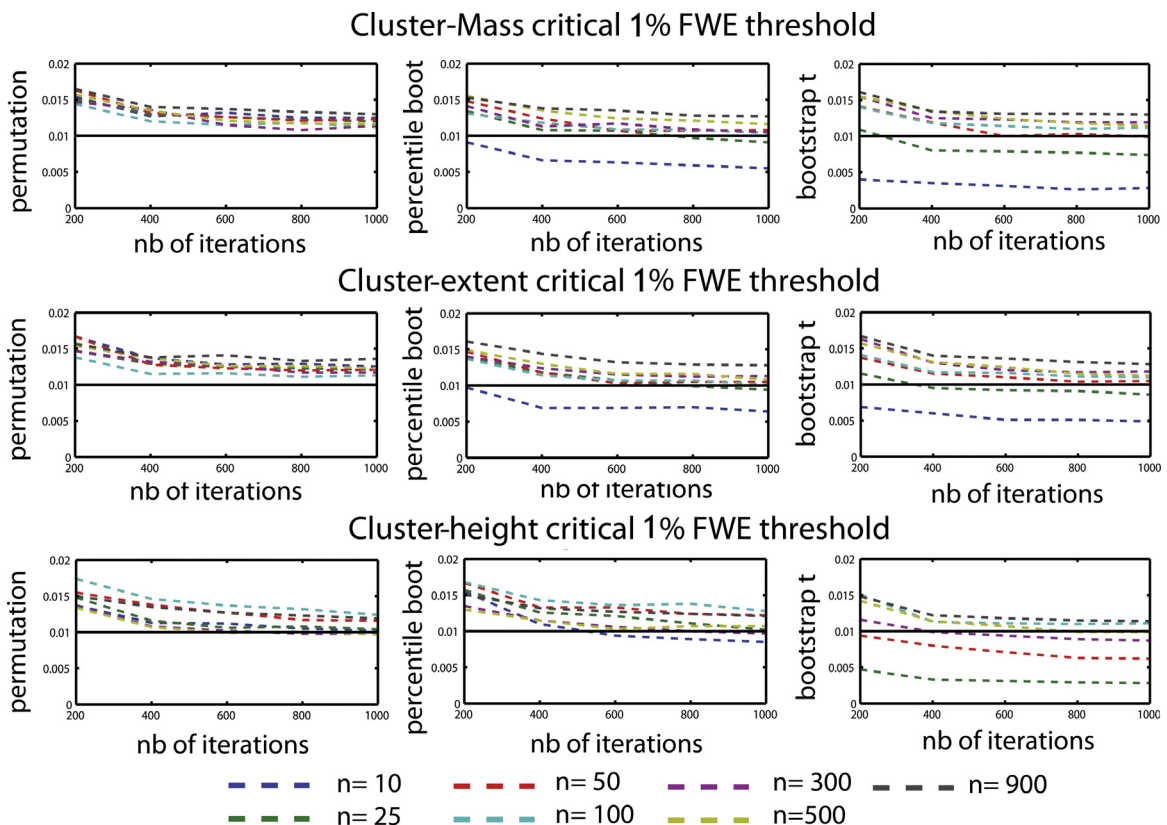 Cluster-Mass critical 1% FWE threshold
permutation
0.02
0.015
0.01
0.005
0
200 400 600 800 1000
nb of iterations
percentile boot
0.02
0.015
0.01
0.005
0
200 400 600 800 1000
nb of iterations
bootstrap t
0.02
0.015
0.01
0.005
0
200 400 600 800 1000
nb of iterations
Cluster-extent critical 1% FWE threshold
permutation
0.02
0.015
0.01
0.005
0
200 400 600 800 1000
nb of iterations
percentile boot
0.02
0.015
0.01
0.005
0
200 400 600 800 1000
nb of iterations
bootstrap t
0.02
0.015
0.01
0.005
0
200 400 600 800 1000
nb of iterations
Cluster-height critical 1% FWE threshold
permutation
0.02
0.015
0.01
0.005
0
200 400 600 800 1000
nb of iterations
percentile boot
0.02
0.015
0.01
0.005
0
200 400 600 800 1000
nb of iterations
bootstrap t
0.02
0.015
0.01
0.005
0
200 400 600 800 1000
nb of iterations
n= 10 n= 50 n= 300 n= 900
n= 25 n= 100 n=500